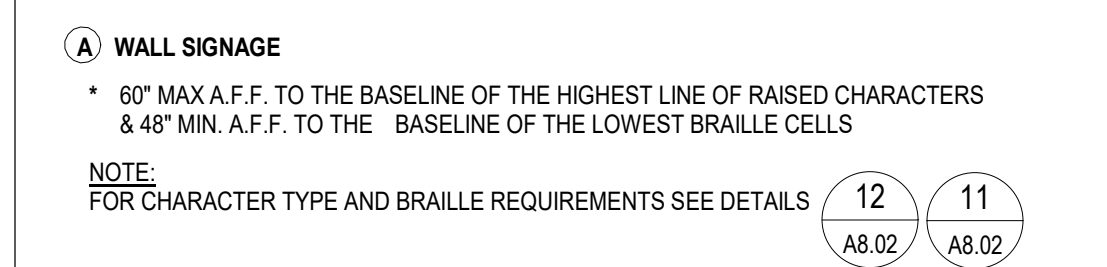 A WALL SIGNAGE
* 60" MAX A.F.F. TO THE BASELINE OF THE HIGHEST LINE OF RAISED CHARACTERS
& 48" MIN. A.F.F. TO THE BASELINE OF THE LOWEST BRAILLE CELLS
NOTE:
FOR CHARACTER TYPE AND BRAILLE REQUIREMENTS SEE DETAILS
12 11
A8.02 A8.02